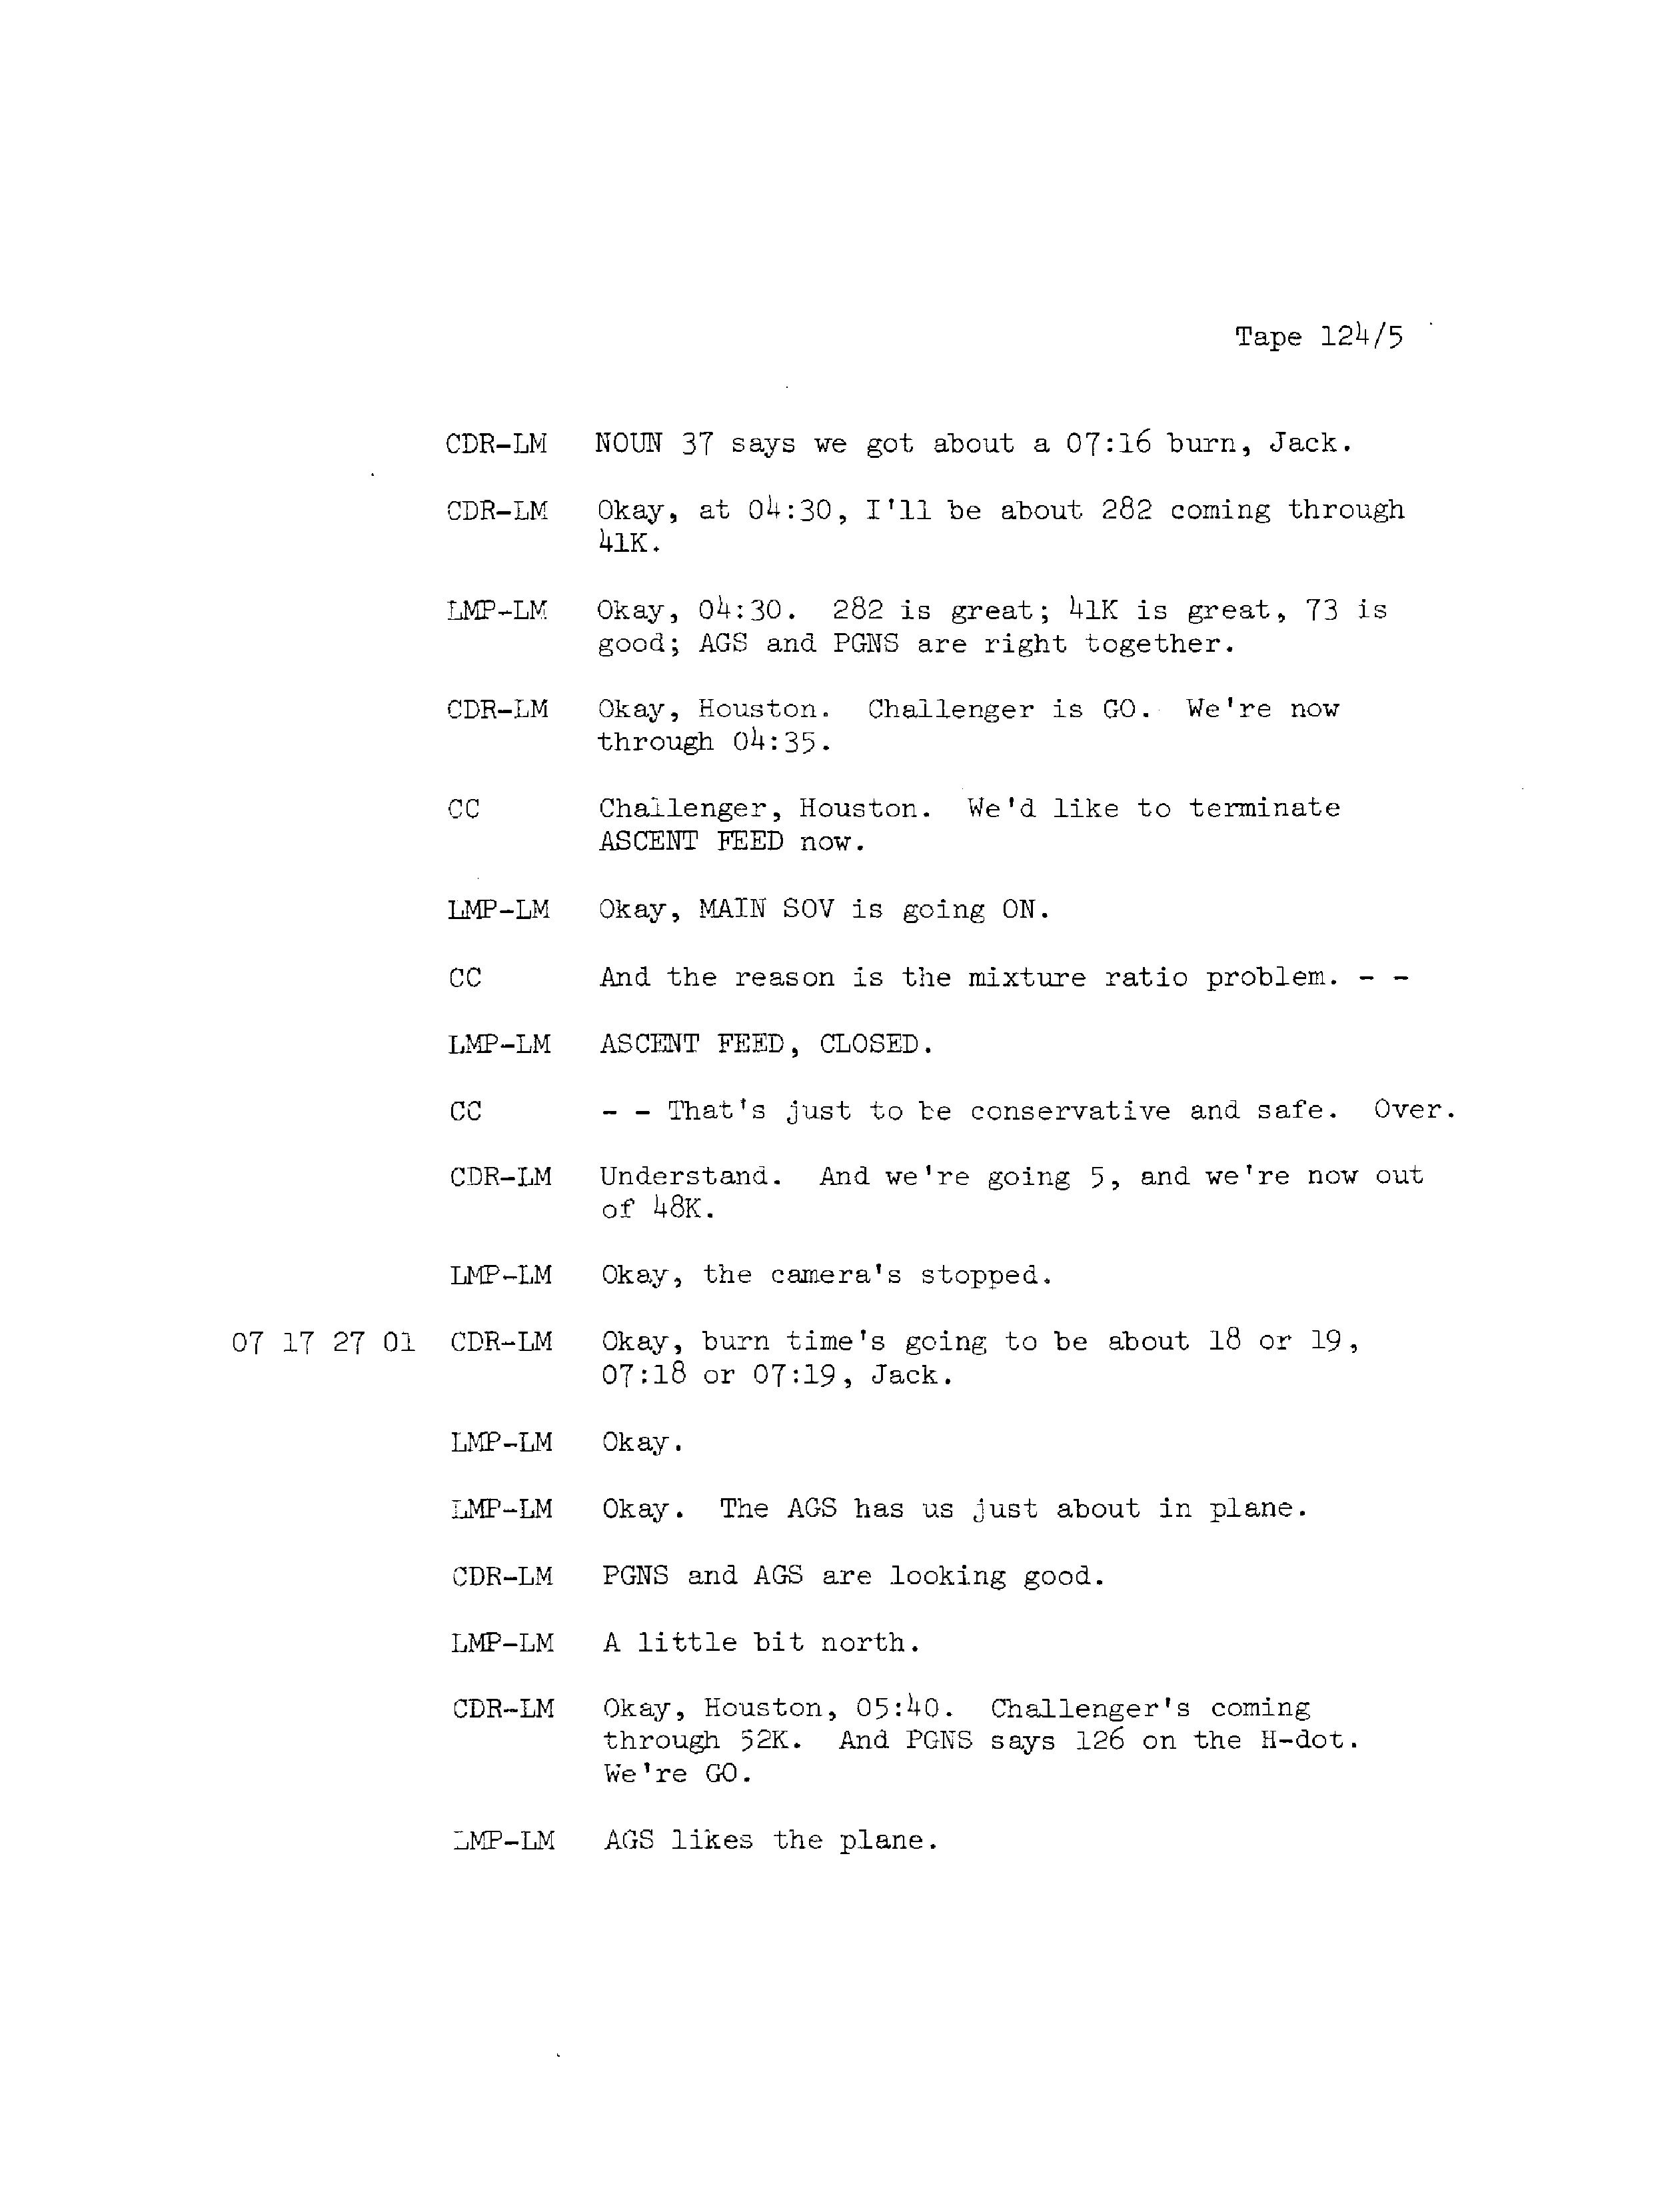 Tape 124/5
CDR-LM NOUN 37 says we got about a 07:16 burn, Jack.
CDR-LM Okay, at 04:30, I'll be about 282 coming through
41K.
LMP-LM Okay, 04:30. 282 is great; 41K is great, 73 is
good; AGS and PGNS are right together.
CDR-LM Okay, Houston. Challenger is GO. We're now
through 04:35.
CC Challenger, Houston. We'd like to terminate
ASCENT FEED now.
LMP-LM Okay, MAIN SOV is going ON.
CC And the reason is the mixture ratio problem. - -
LMP-LM ASCENT FEED, CLOSED.
CC - - That's just to be conservative and safe. Over.
CDR-LM Understand. And we're going 5, and we're now out
of 48K.
LMP-LM Okay, the camera's stopped.
07 17 27 01 CDR-LM Okay, burn time's going to be about 18 or 19,
07:18 or 07:19, Jack.
LMP-LM Okay.
LMP-LM Okay. The AGS has us just about in plane.
CDR-LM PGNS and AGS are looking good.
LMP-LM A little bit north.
CDR-LM Okay, Houston, 05:40. Challenger's coming
through 52K. And PGNS says 126 on the H-dot.
We're GO.
LMP-LM AGS likes the plane.